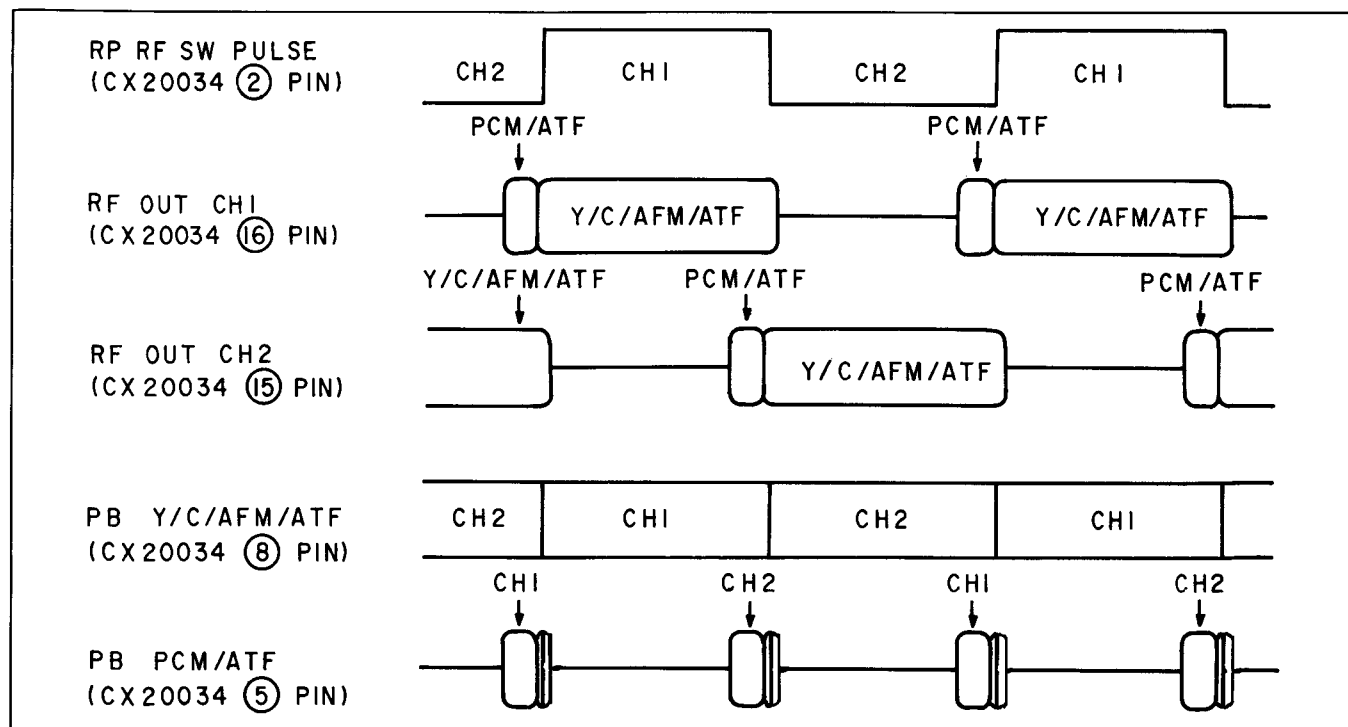 RP RF SW PULSE
(CX20034 ② PIN)
CH2 CH1 CH2 CH1
PCM/ATF PCM/ATF
RF OUT CH1
(CX20034 ⑯ PIN)
Y/C/AFM/ATF Y/C/AFM/ATF
Y/C/AFM/ATF PCM/ATF PCM/ATF
RF OUT CH2
(CX20034 ⑮ PIN)
Y/C/AFM/ATF
PB Y/C/AFM/ATF
(CX20034 ⑧ PIN)
CH2 CH1 CH2 CH1
CH1 CH2 CH1 CH2
PB PCM/ATF
(CX20034 ⑤ PIN)